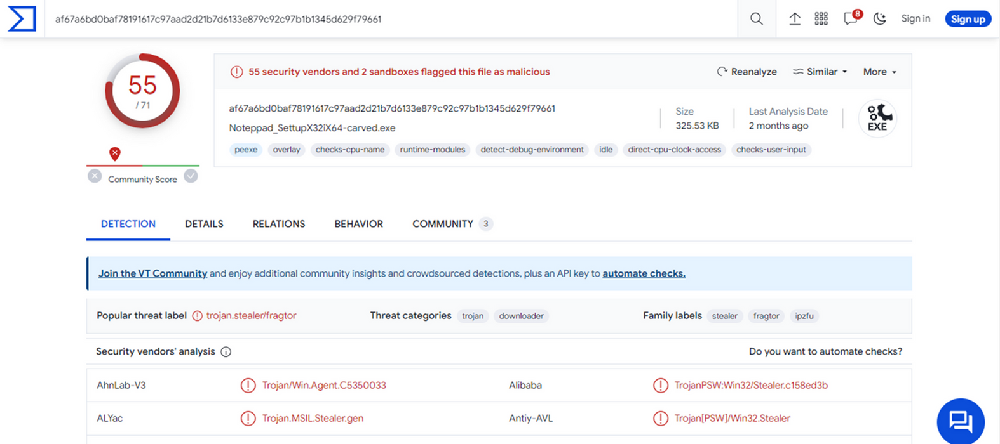 af67a6bd0baf78191617c97aad2d21b7d6133e879c92c97b1b1345d629f79661
8
Sign in
Sign up
55
/ 71
55 security vendors and 2 sandboxes flagged this file as malicious
Reanalyze
Similar
More
af67a6bd0baf78191617c97aad2d21b7d6133e879c92c97b1b1345d629f79661
Noteppad_SettupX32iX64-carved.exe
Size
325.53 KB
Last Analysis Date
2 months ago
EXE
peexe overlay checks-cpu-name runtime-modules detect-debug-environment idle direct-cpu-clock-access checks-user-input
Community Score
DETECTION DETAILS RELATIONS BEHAVIOR COMMUNITY 3
Join the VT Community and enjoy additional community insights and crowdsourced detections, plus an API key to automate checks.
Popular threat label trojan.stealer/fragtor Threat categories trojan downloader Family labels stealer fragtor ipzfu
Security vendors' analysis Do you want to automate checks?
AhnLab-V3 Trojan/Win.Agent.C5350033 Alibaba TrojanPSW:Win32/Stealer.c158ed3b
ALYac Trojan.MSIL.Stealer.gen Antiy-AVL Trojan[PSW]/Win32.Stealer